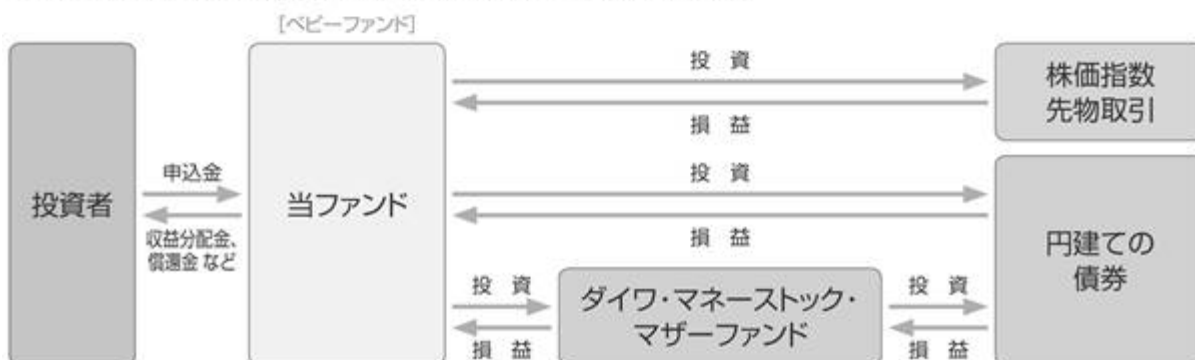 [ベビーファンド]
投資者
申込金
収益分配金、
償還金 など
当ファンド
投 資
損 益
株価指数
先物取引
投 資
損 益
円建ての
債券
投 資
損 益
ダイワ・マネーストック・
マザーファンド
投 資
損 益